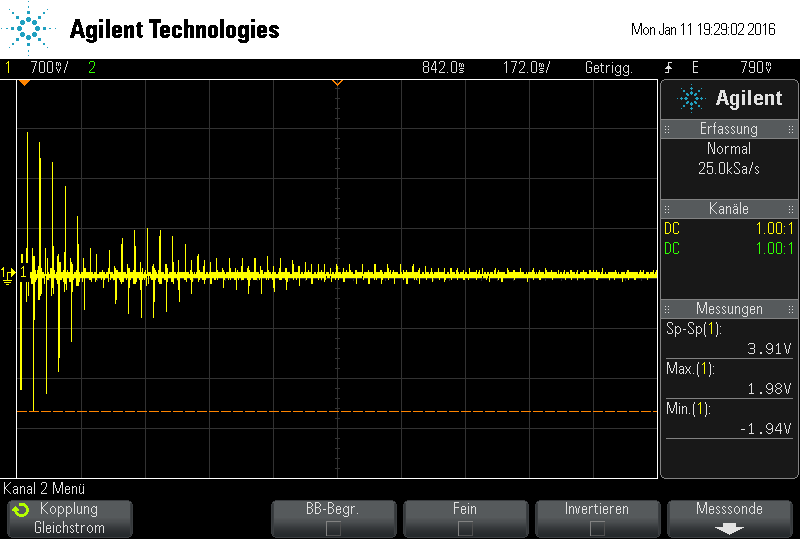 Agilent Technologies
Mon Jan 11 19:29:02 2016
1 700mV/ 2 842.0ms 172.0ms/ Getrigg. E 790mV
Agilent
Erfassung
Normal
25.0kSa/s
Kanäle
DC 1.00:1
DC 1.00:1
Messungen
Sp-Sp(1):
3.91V
Max.(1):
1.98V
Min.(1):
-1.94V
1 1
Kanal 2 Menü
Kopplung
Gleichstrom
BB-Begr.
Fein
Invertieren
Messsonde